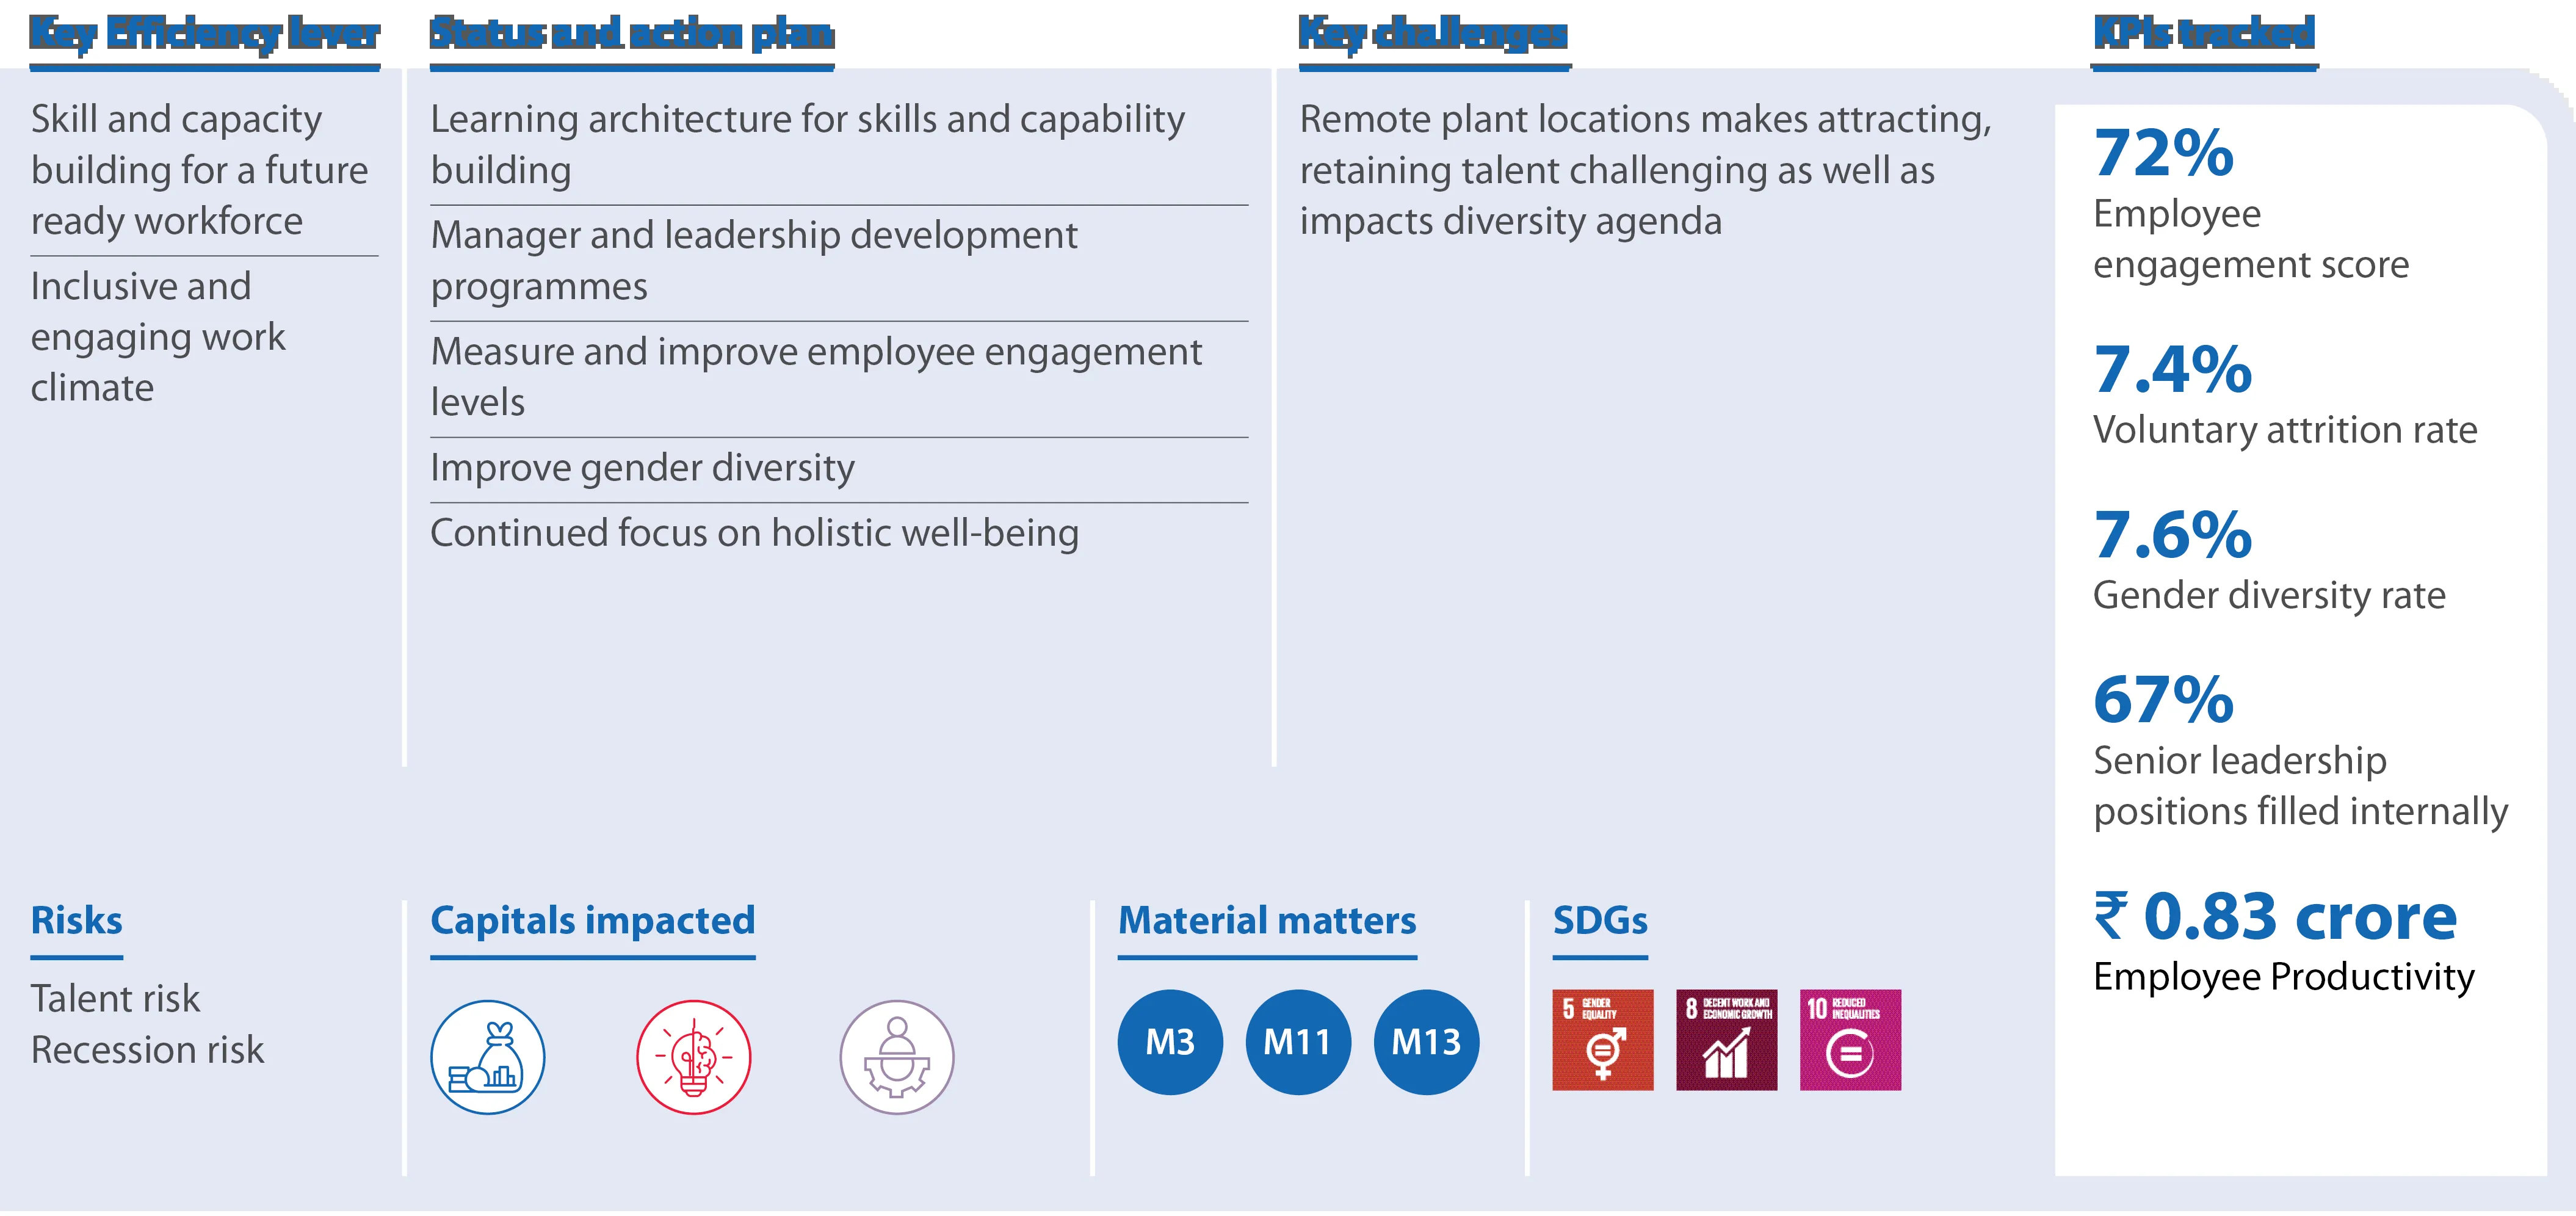 Key Efficiency lever
Skill and capacity
building for a future
ready workforce
Inclusive and
engaging work
climate
Status and action plan
Learning architecture for skills and capability
building
Manager and leadership development
programmes
Measure and improve employee engagement
levels
Improve gender diversity
Continued focus on holistic well-being
Key challenges
Remote plant locations makes attracting,
retaining talent challenging as well as
impacts diversity agenda
KPIs tracked
72%
Employee
engagement score
7.4%
Voluntary attrition rate
7.6%
Gender diversity rate
67%
Senior leadership
positions filled internally
₹ 0.83 crore
Employee Productivity
Risks
Talent risk
Recession risk
Capitals impacted
Material matters
M3
M11
M13
SDGs
5 GENDER
EQUALITY
8 DECENT WORK AND
ECONOMIC GROWTH
10 REDUCED
INEQUALITIES